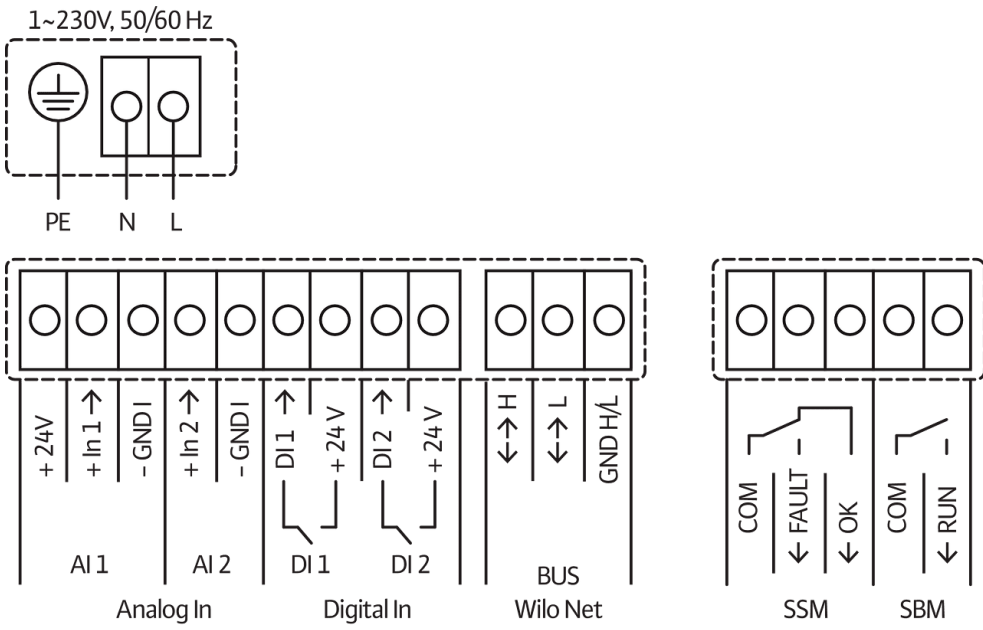 1~230V, 50/60 Hz
PE N L
+ 24V
+ In 1 →
- GND I
+ In 2 →
- GND I
DI 1 →
+ 24 V
DI 2 →
+ 24 V
H
L
GND H/L
COM
FAULT
OK
COM
RUN
AI 1 AI 2 DI 1 DI 2 BUS
Analog In Digital In Wilo Net SSM SBM